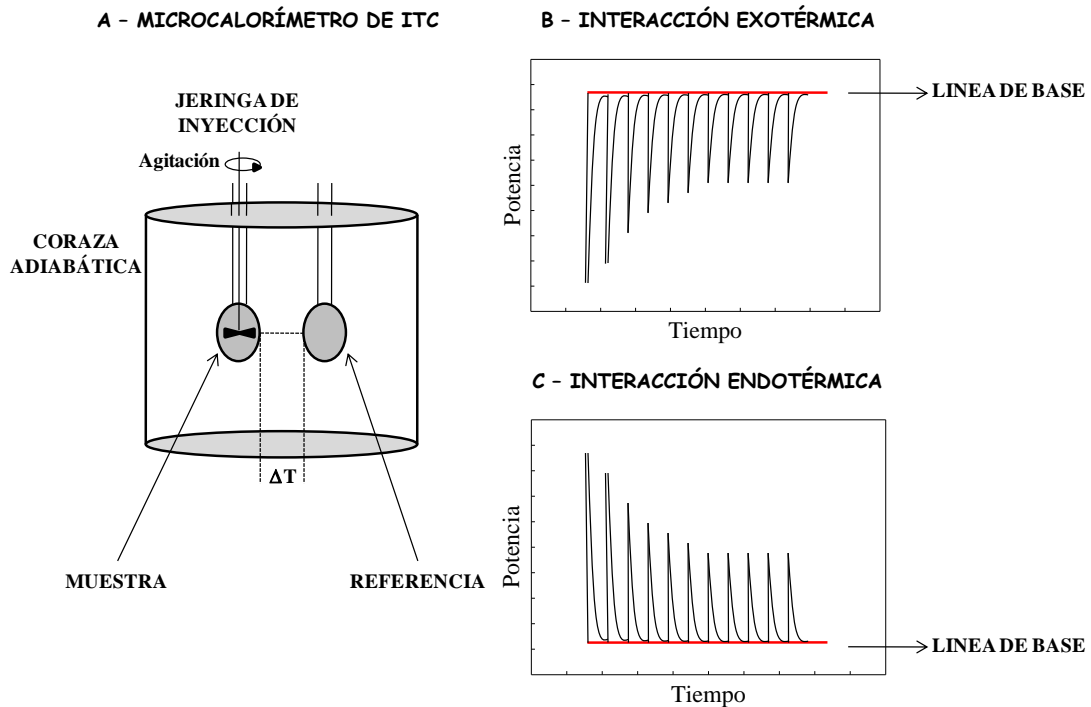 A – MICROCALORÍMETRO DE ITC
JERINGA DE
INYECCIÓN
Agitación
CORAZA
ADIABÁTICA
ΔT
MUESTRA
REFERENCIA
B – INTERACCIÓN EXOTÉRMICA
LINEA DE BASE
Potencia
Tiempo
C – INTERACCIÓN ENDOTÉRMICA
Potencia
LINEA DE BASE
Tiempo